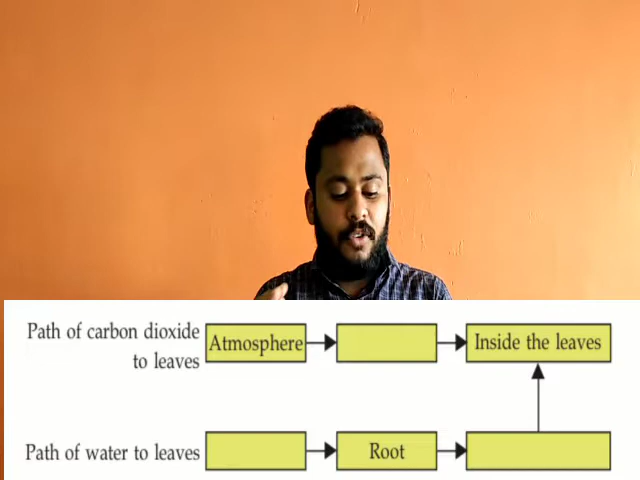 Path of carbon dioxide
to leaves
Atmosphere
Inside the leaves
Path of water to leaves
Root